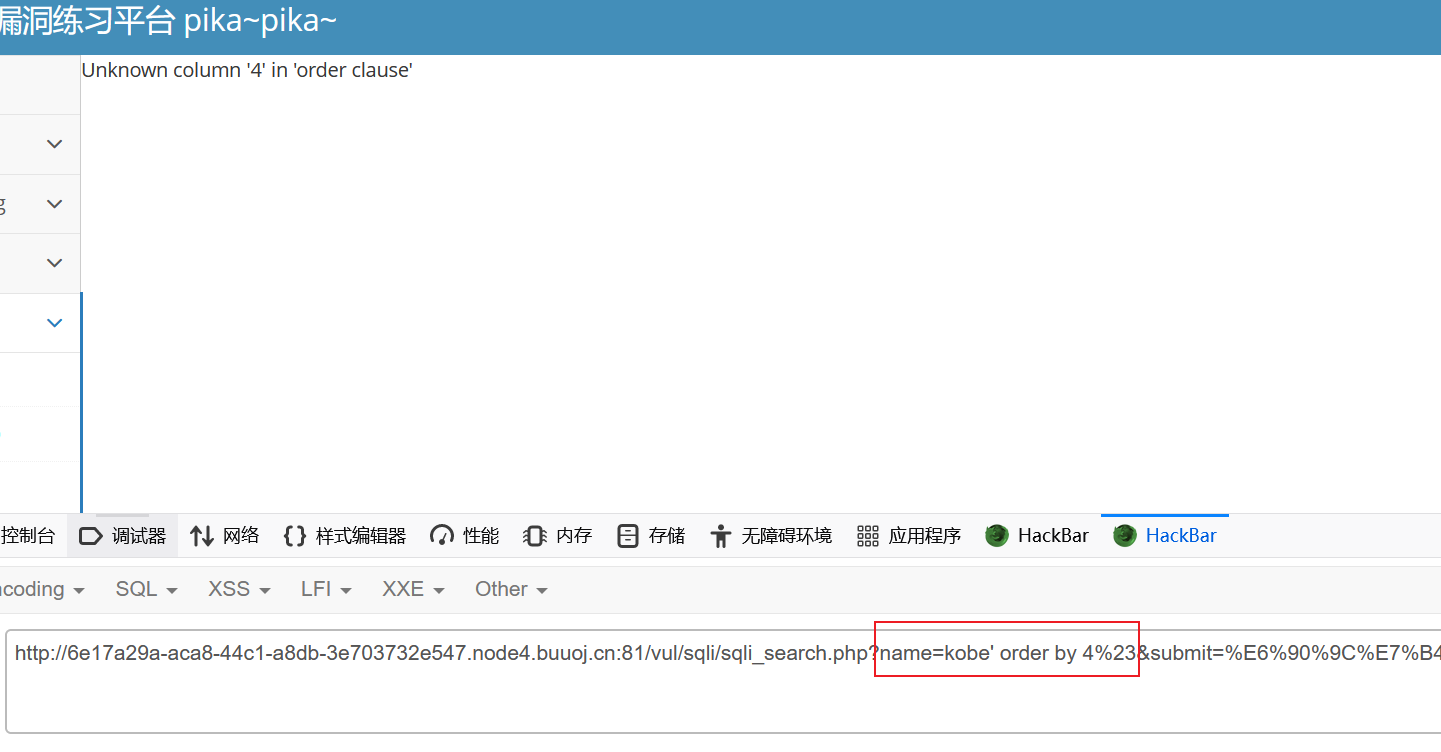 漏洞练习平台 pika~pika~
Unknown column '4' in 'order clause'
g
控制台 调试器 网络 样式编辑器 性能 内存 存储 无障碍环境 应用程序 HackBar HackBar
ncoding SQL XSS LFI XXE Other
http://6e17a29a-aca8-44c1-a8db-3e703732e547.node4.buuoj.cn:81/vul/sqli/sqli_search.php?name=kobe' order by 4%23&submit=%E6%90%9C%E7%B4